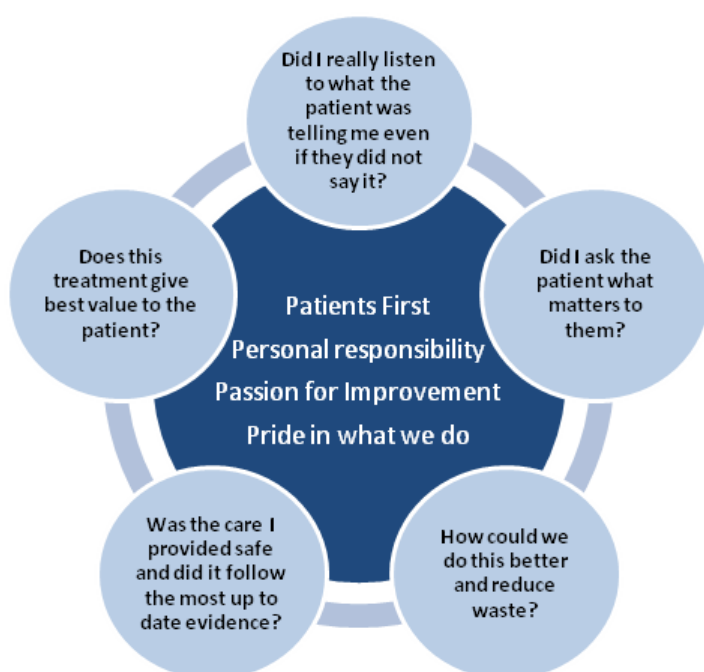 Did I really listen
to what the
patient was
telling me even
if they did not
say it?
Does this
treatment give
best value to the
patient?
Did I ask the
patient what
matters to
them?
Patients First
Personal responsibility
Passion for Improvement
Pride in what we do
Was the care I
provided safe
and did it follow
the most up to
date evidence?
How could we
do this better
and reduce
waste?